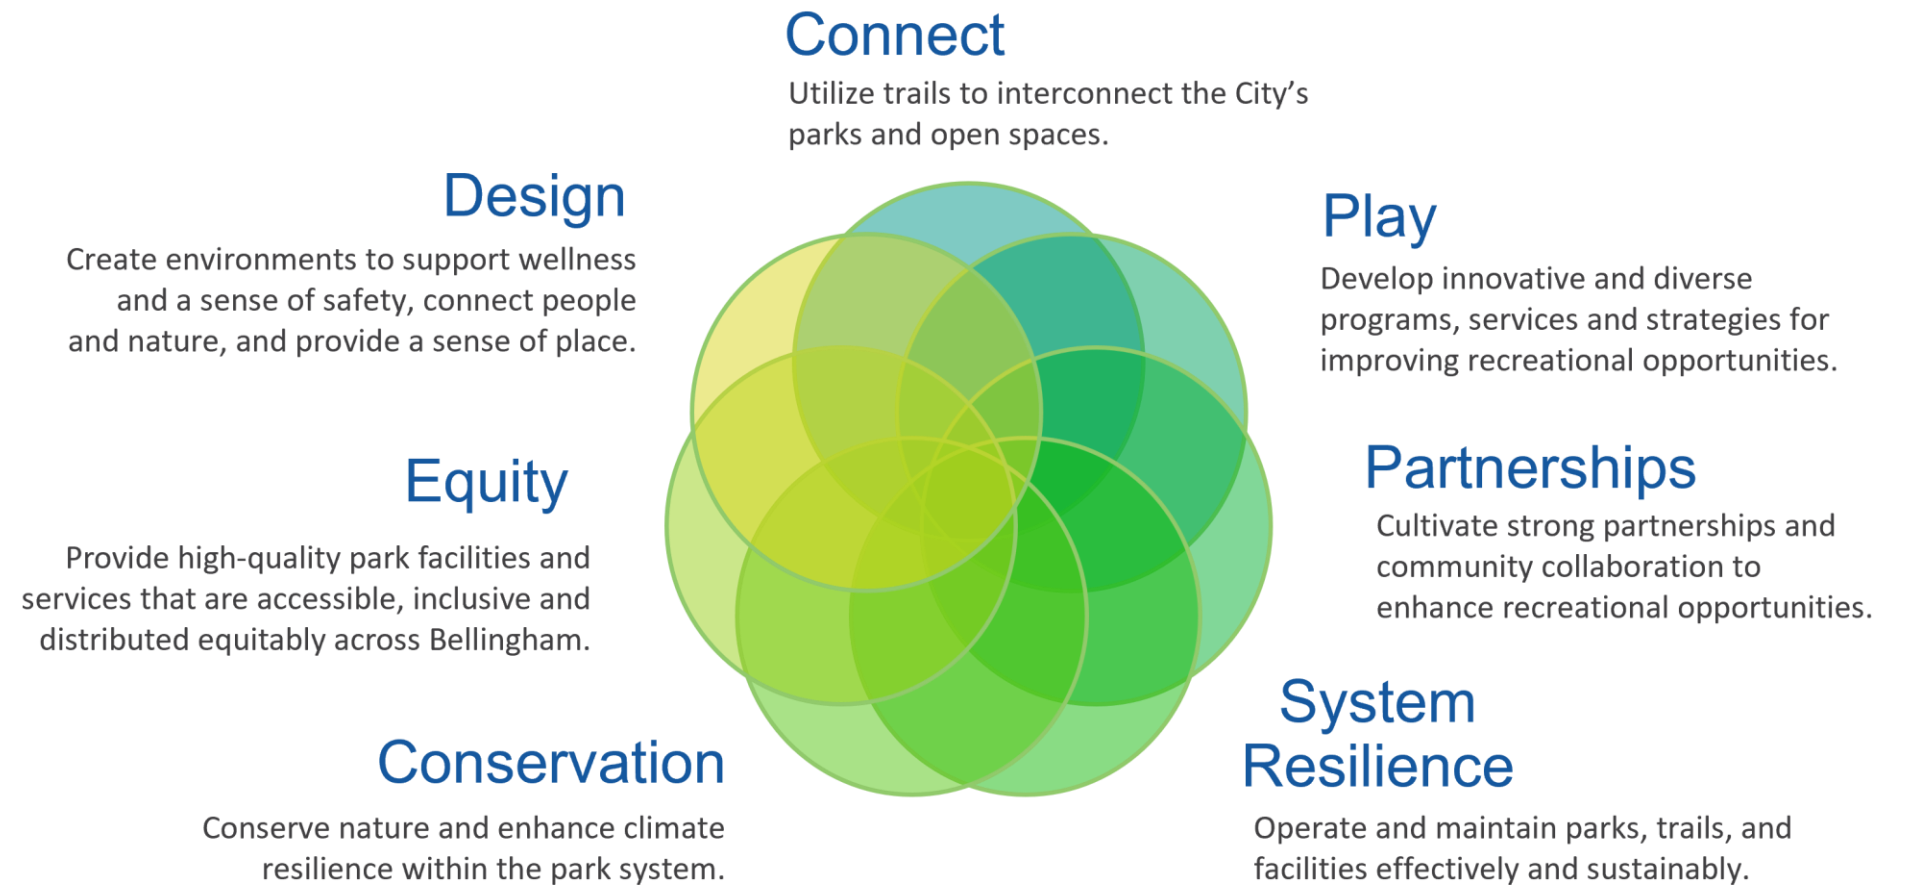 Connect
Utilize trails to interconnect the City’s
parks and open spaces.
Design
Create environments to support wellness
and a sense of safety, connect people
and nature, and provide a sense of place.
Play
Develop innovative and diverse
programs, services and strategies for
improving recreational opportunities.
Equity
Provide high-quality park facilities and
services that are accessible, inclusive and
distributed equitably across Bellingham.
Partnerships
Cultivate strong partnerships and
community collaboration to
enhance recreational opportunities.
Conservation
Conserve nature and enhance climate
resilience within the park system.
System
Resilience
Operate and maintain parks, trails, and
facilities effectively and sustainably.